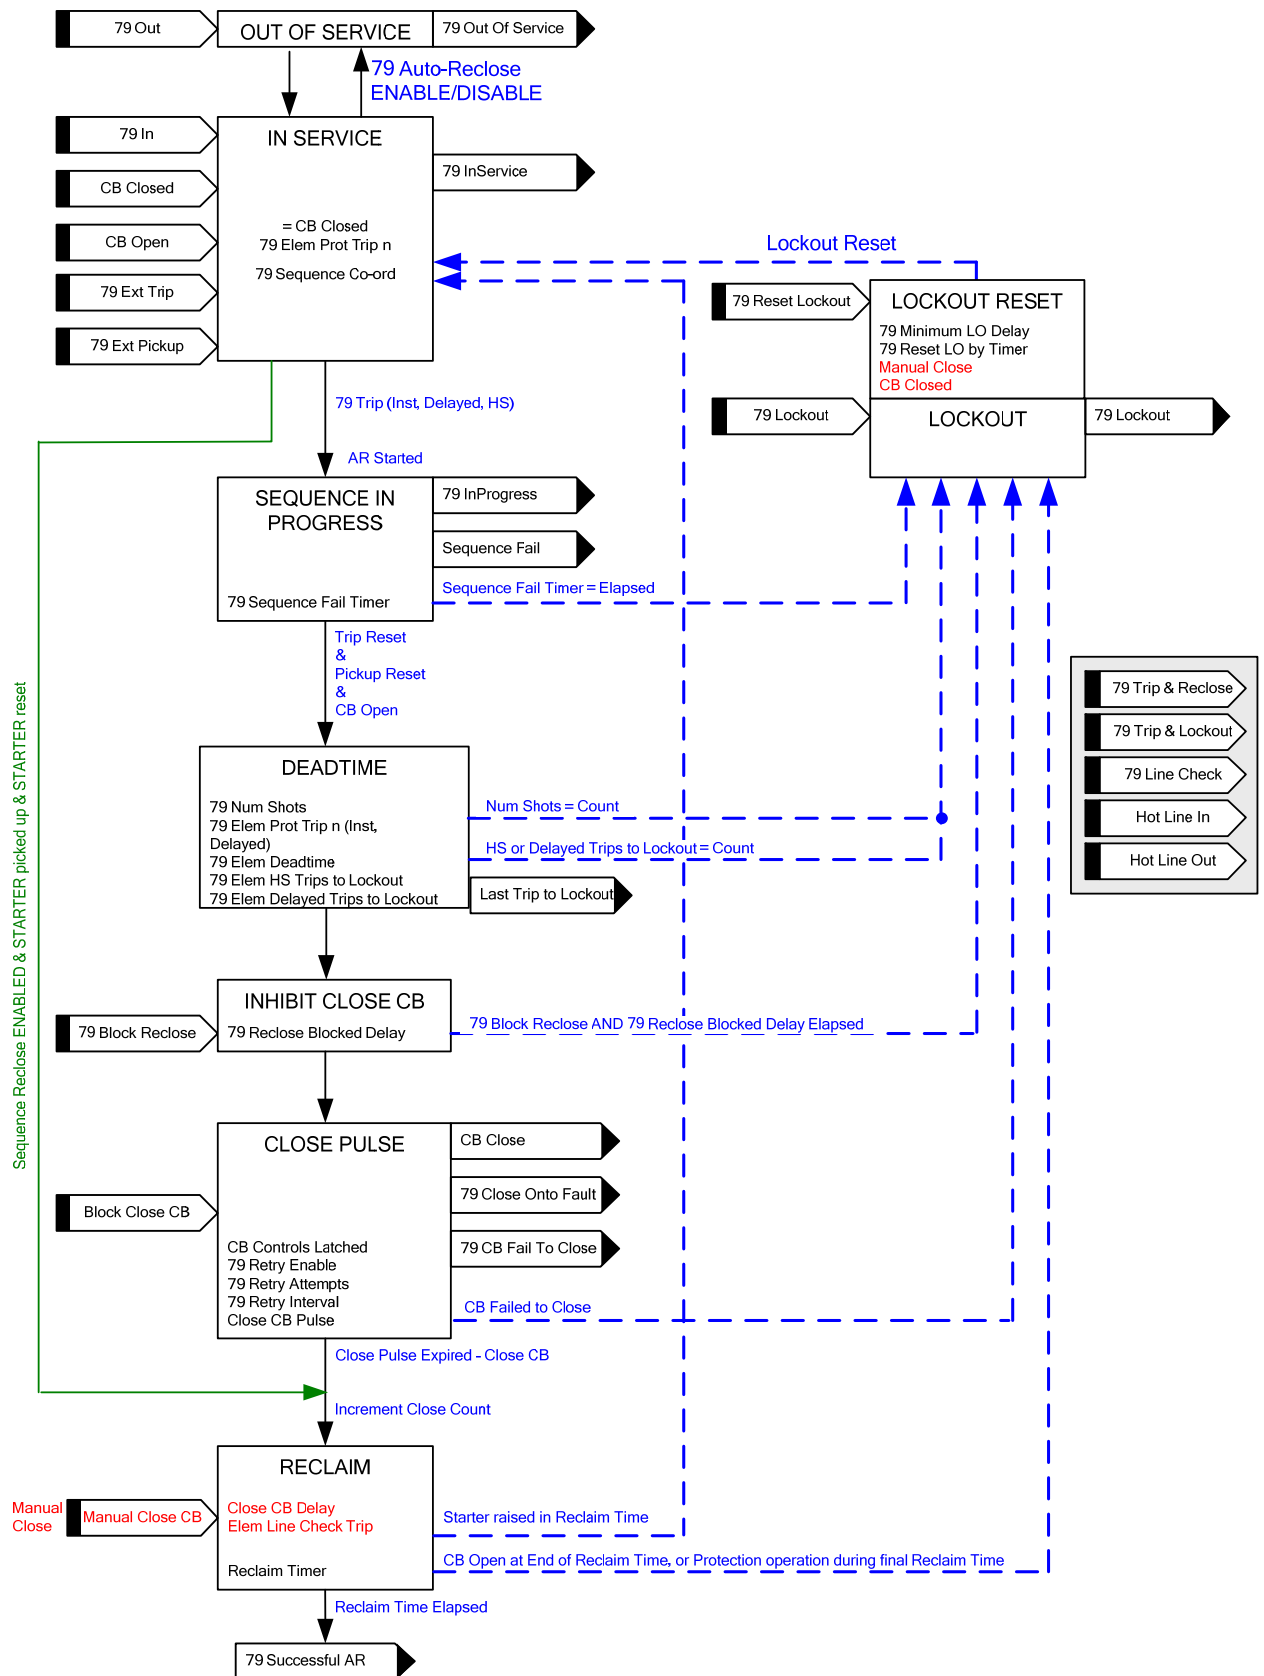 79 Out
OUT OF SERVICE
79 Out Of Service
79 Auto-Reclose
ENABLE/DISABLE
79 In
IN SERVICE
79 InService
CB Closed
CB Open
= CB Closed
79 Elem Prot Trip n
79 Sequence Co-ord
79 Ext Trip
79 Ext Pickup
Lockout Reset
79 Reset Lockout
LOCKOUT RESET
79 Minimum LO Delay
79 Reset LO by Timer
Manual Close
CB Closed
79 Lockout
LOCKOUT
79 Lockout
79 Trip (Inst, Delayed, HS)
AR Started
SEQUENCE IN
PROGRESS
79 InProgress
Sequence Fail
79 Sequence Fail Timer
Sequence Fail Timer = Elapsed
Trip Reset
&
Pickup Reset
&
CB Open
79 Trip & Reclose
79 Trip & Lockout
79 Line Check
Hot Line In
Hot Line Out
Sequence Reclose ENABLED & STARTER picked up & STARTER reset
DEADTIME
79 Num Shots
79 Elem Prot Trip n (Inst,
Delayed)
79 Elem Deadtime
79 Elem HS Trips to Lockout
79 Elem Delayed Trips to Lockout
Num Shots = Count
HS or Delayed Trips to Lockout = Count
Last Trip to Lockout
79 Block Reclose
INHIBIT CLOSE CB
79 Reclose Blocked Delay
79 Block Reclose AND 79 Reclose Blocked Delay Elapsed
CLOSE PULSE
CB Close
79 Close Onto Fault
79 CB Fail To Close
Block Close CB
CB Controls Latched
79 Retry Enable
79 Retry Attempts
79 Retry Interval
Close CB Pulse
CB Failed to Close
Close Pulse Expired - Close CB
Increment Close Count
RECLAIM
Manual
Close
Manual Close CB
Close CB Delay
Elem Line Check Trip
Reclaim Timer
Starter raised in Reclaim Time
CB Open at End of Reclaim Time, or Protection operation during final Reclaim Time
Reclaim Time Elapsed
79 Successful AR